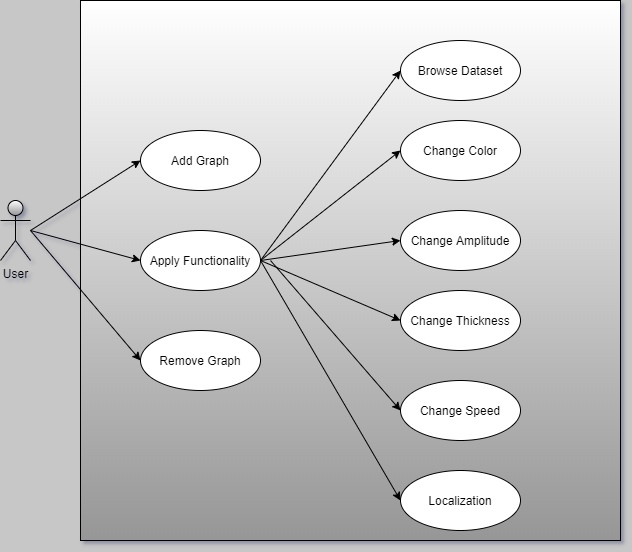 User
Add Graph
Apply Functionality
Remove Graph
Browse Dataset
Change Color
Change Amplitude
Change Thickness
Change Speed
Localization